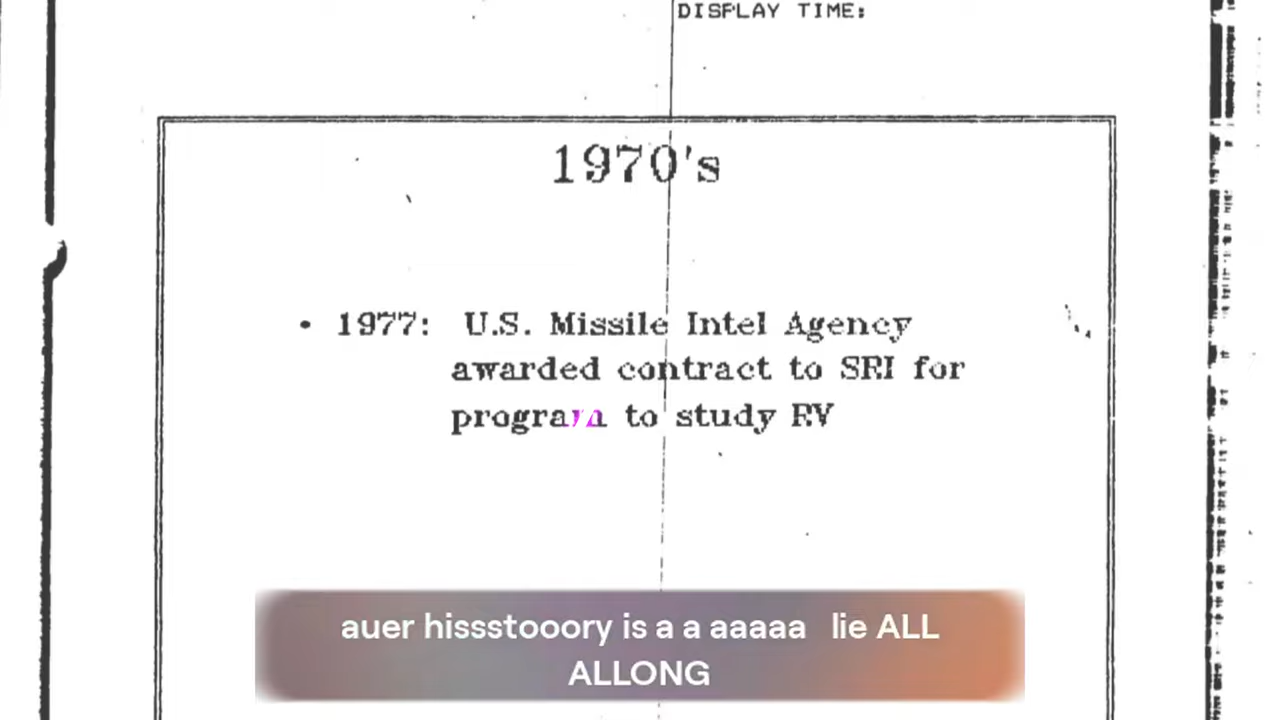 DISPLAY TIME:
1970's
• 1977: U.S. Missile Intel Agency
awarded contract to SRI for
program to study RV
auer hissstooory is a a aaaaa lie ALL
ALLONG